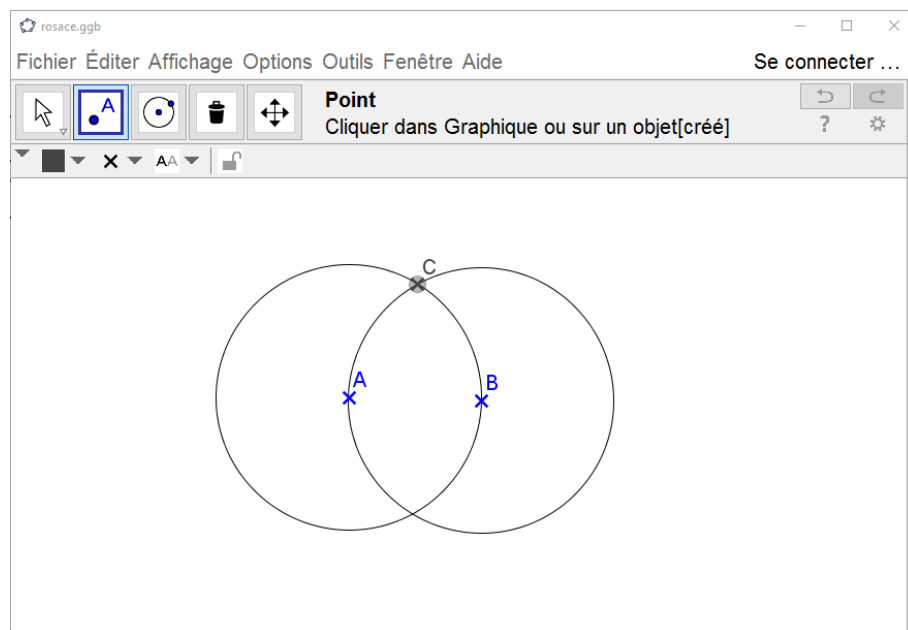 rosace.ggb
Fichier Éditer Affichage Options Outils Fenêtre Aide Se connecter ...
A Point
Cliquer dans Graphique ou sur un objet[créé] ?
AA
C
A B